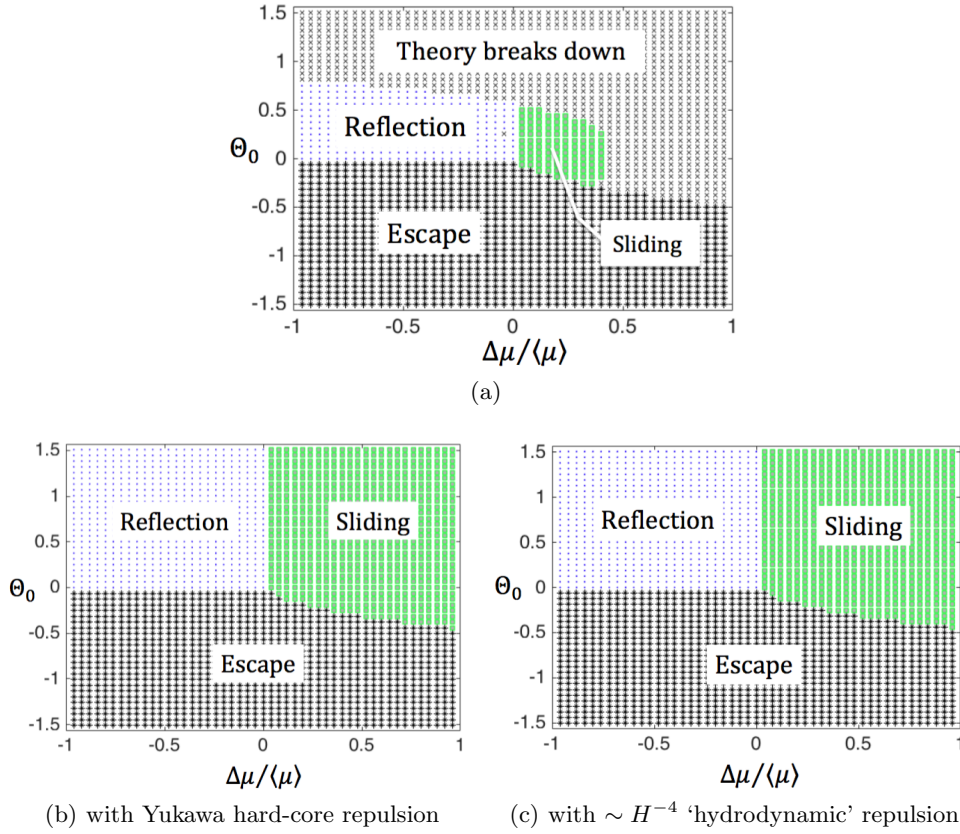 1.5
Theory breaks down
1
0.5
Reflection
Θ₀
0
-0.5
Escape
Sliding
-1
-1.5
-1 -0.5 0 0.5 1
Δμ/⟨μ⟩
(a)
1.5
1
Reflection Sliding
0.5
Θ₀ 0
-0.5
Escape
-1
-1.5
-1 -0.5 0 0.5 1
Δμ/⟨μ⟩
(b) with Yukawa hard-core repulsion
1.5
1
Reflection Sliding
0.5
Θ₀ 0
-0.5
Escape
-1
-1.5
-1 -0.5 0 0.5 1
Δμ/⟨μ⟩
(c) with ∼ H⁻⁴ ‘hydrodynamic’ repulsion